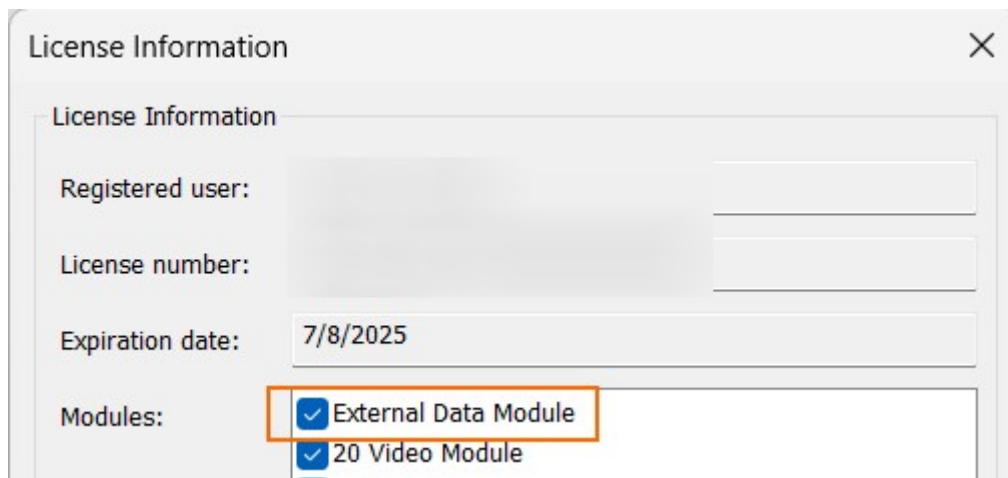 License Information
License Information
Registered user:
License number:
Expiration date: 7/8/2025
Modules: External Data Module
20 Video Module